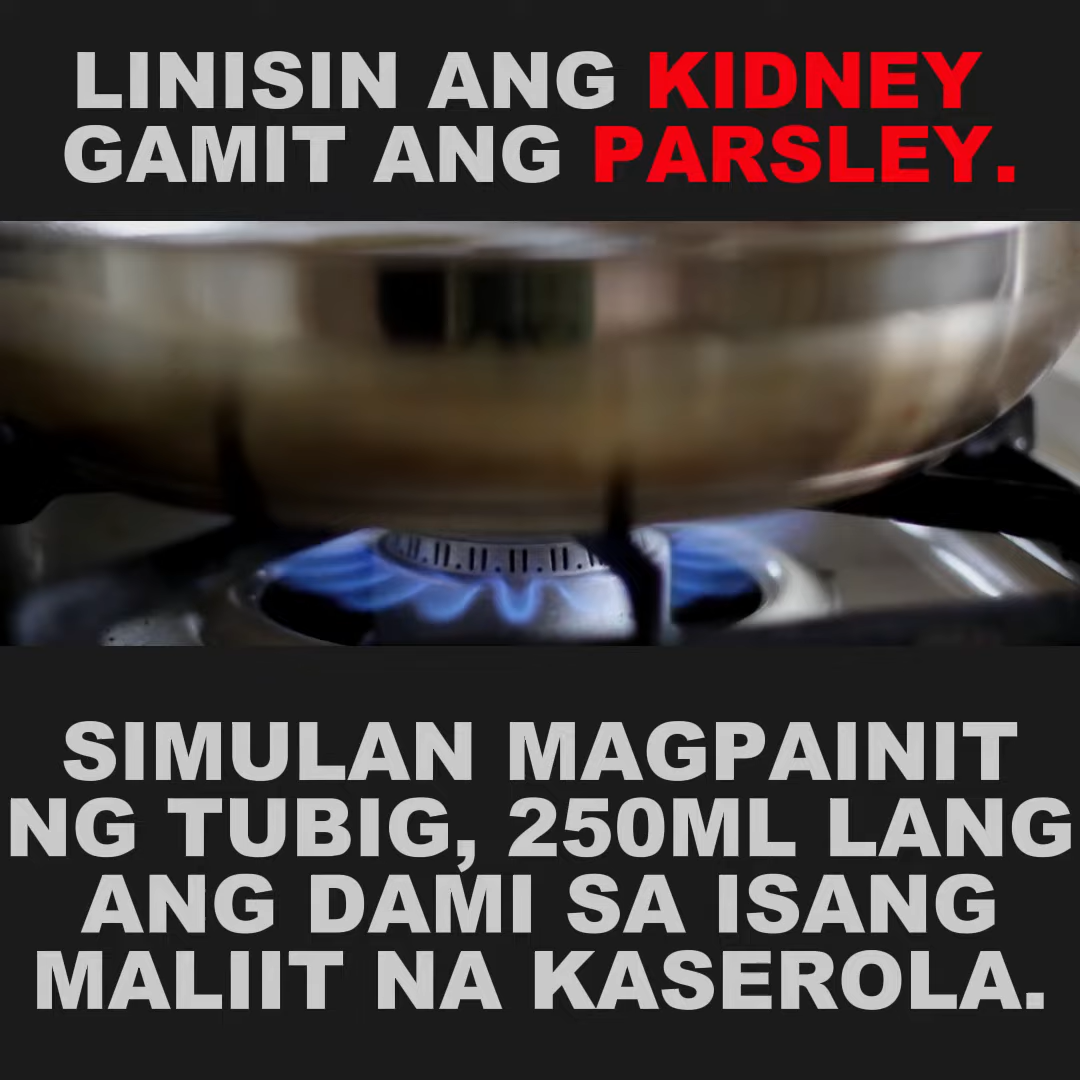 LINISIN ANG KIDNEY
GAMIT ANG PARSLEY.
SIMULAN MAGPAINIT
NG TUBIG, 250ML LANG
ANG DAMI SA ISANG
MALIIT NA KASEROLA.